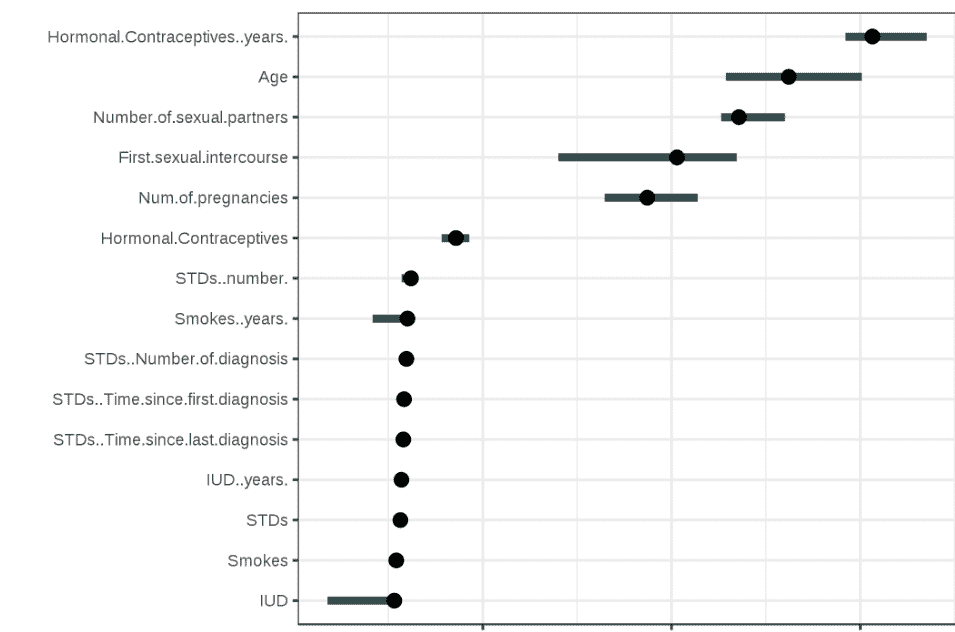 Hormonal.Contraceptives..years.
Age
Number.of.sexual.partners
First.sexual.intercourse
Num.of.pregnancies
Hormonal.Contraceptives
STDs..number.
Smokes..years.
STDs..Number.of.diagnosis
STDs..Time.since.first.diagnosis
STDs..Time.since.last.diagnosis
IUD..years.
STDs
Smokes
IUD